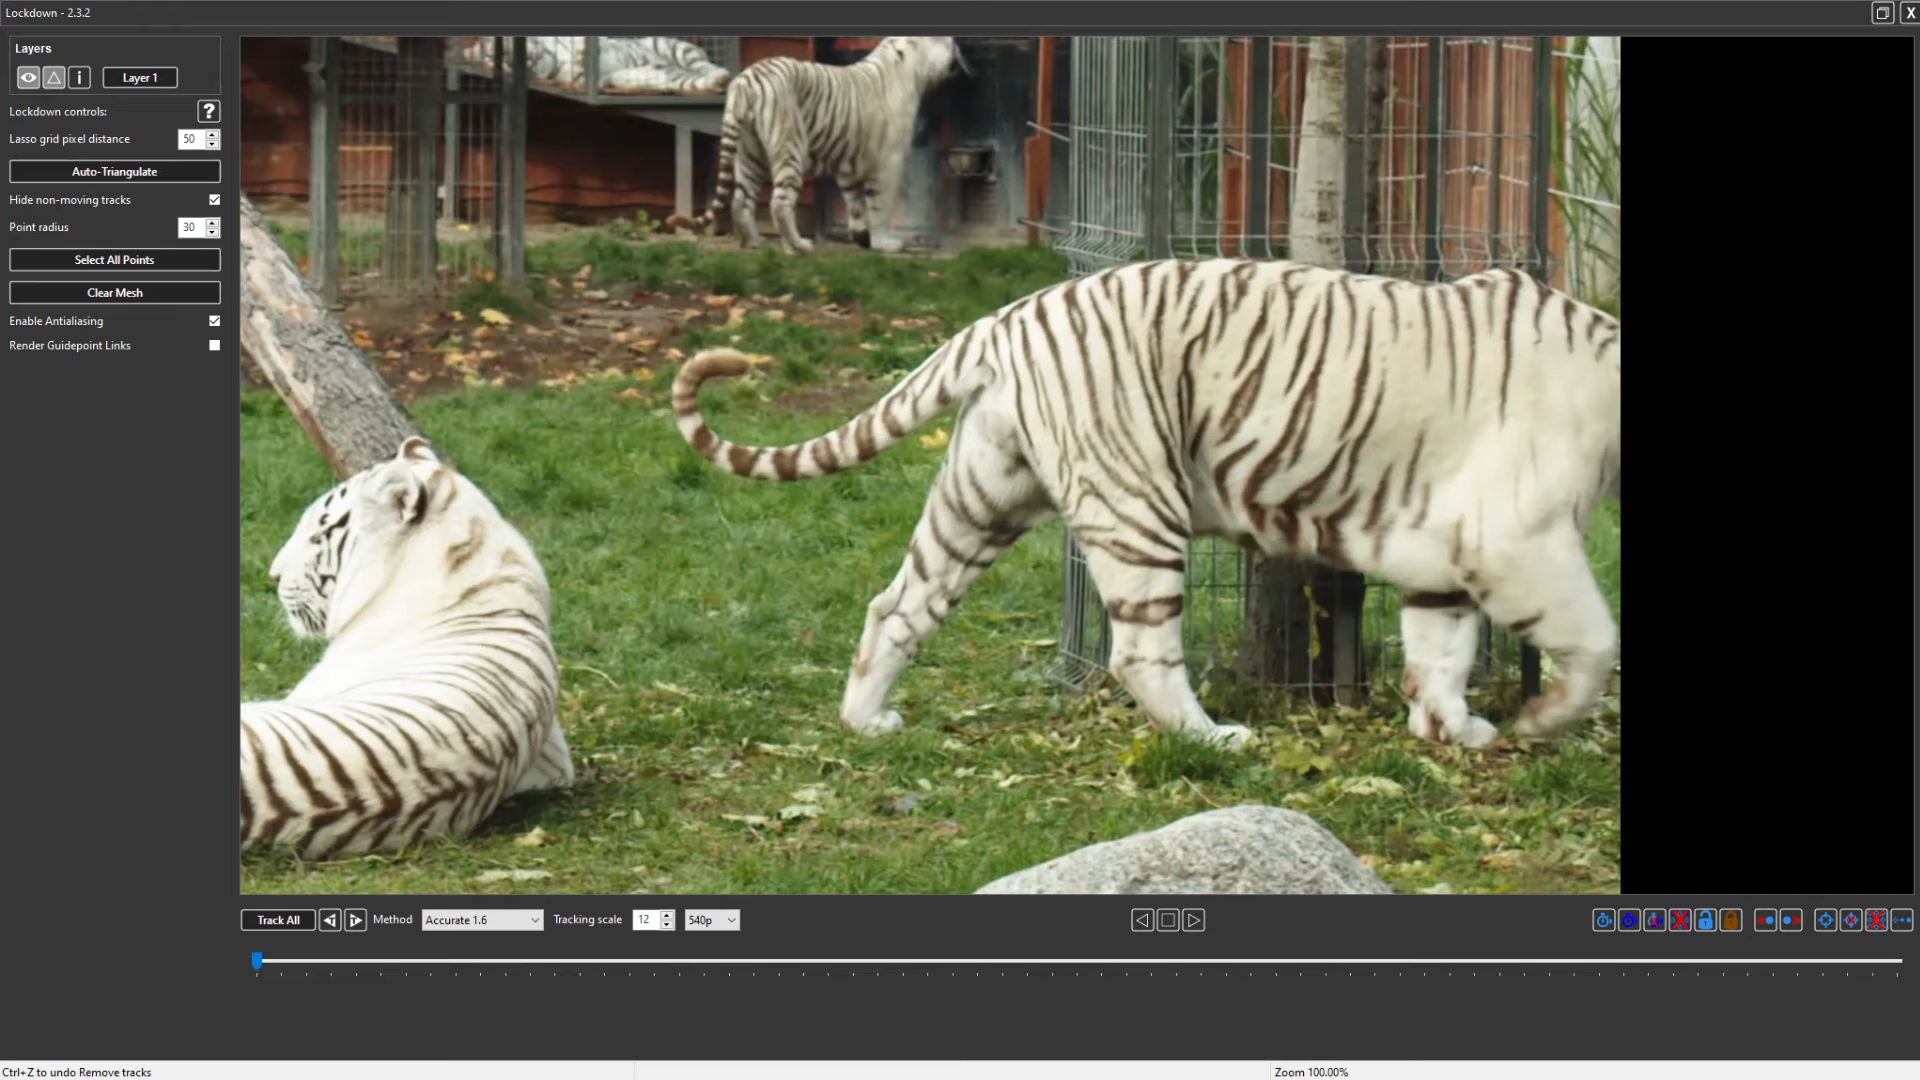 Lockdown - 2.3.2
X
Layers
i
Layer 1
Lockdown controls:
?
Lasso grid pixel distance
50
Auto-Triangulate
Hide non-moving tracks
Point radius
30
Select All Points
Clear Mesh
Enable Antialiasing
Render Guidepoint Links
Track All
Method
Accurate 1.6
Tracking scale
12
540p
Ctrl+Z to undo Remove tracks
Zoom 100.00%